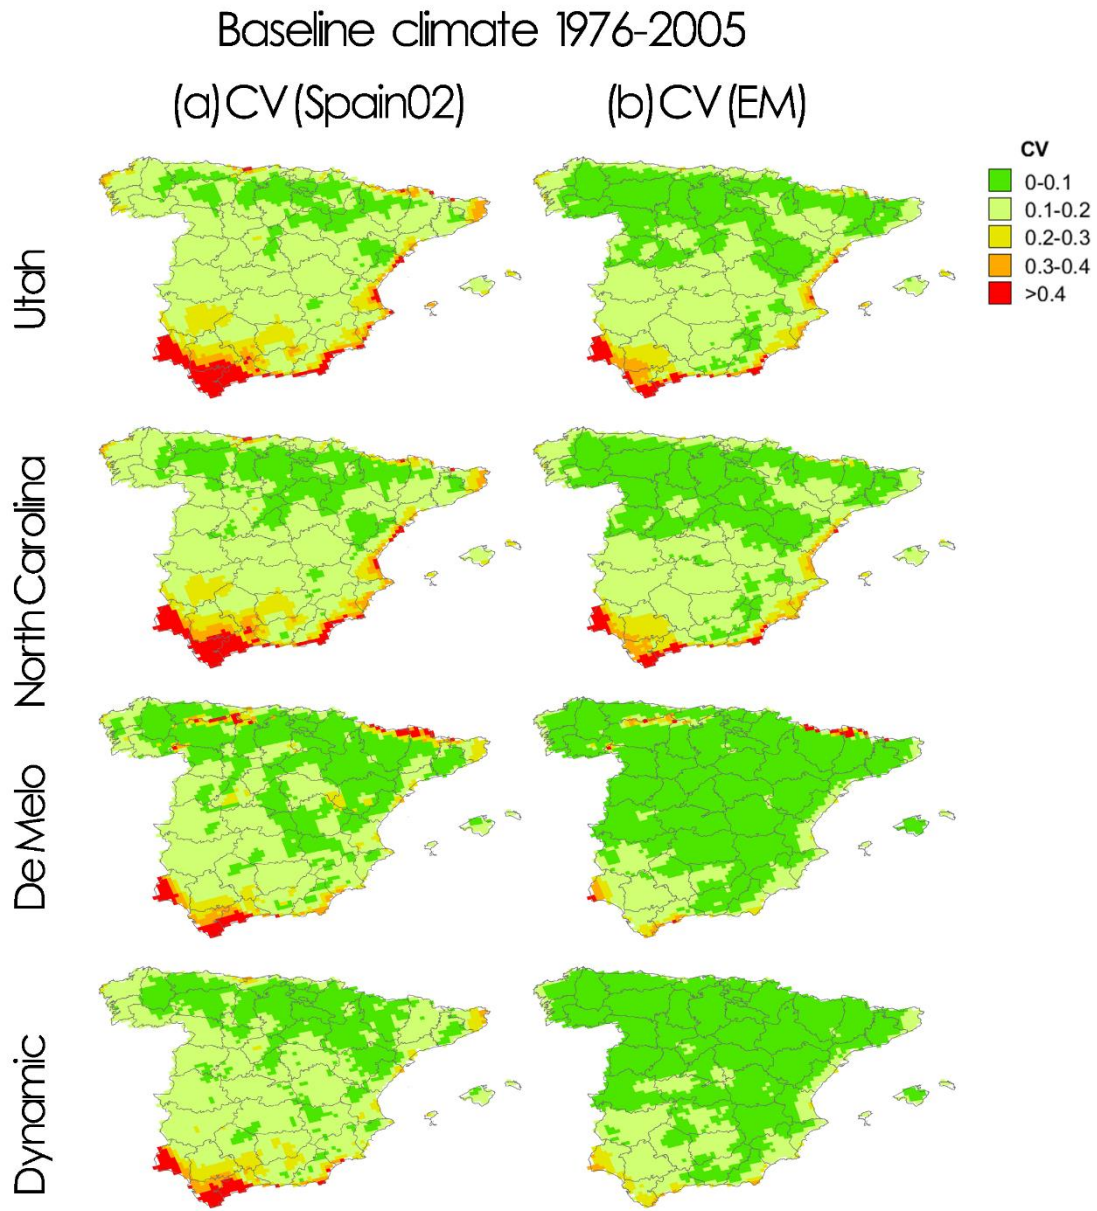 Baseline climate 1976-2005
(a) CV (Spain02)
(b) CV (EM)
CV
0-0.1
0.1-0.2
0.2-0.3
0.3-0.4
>0.4
Utah
North Carolina
De Melo
Dynamic